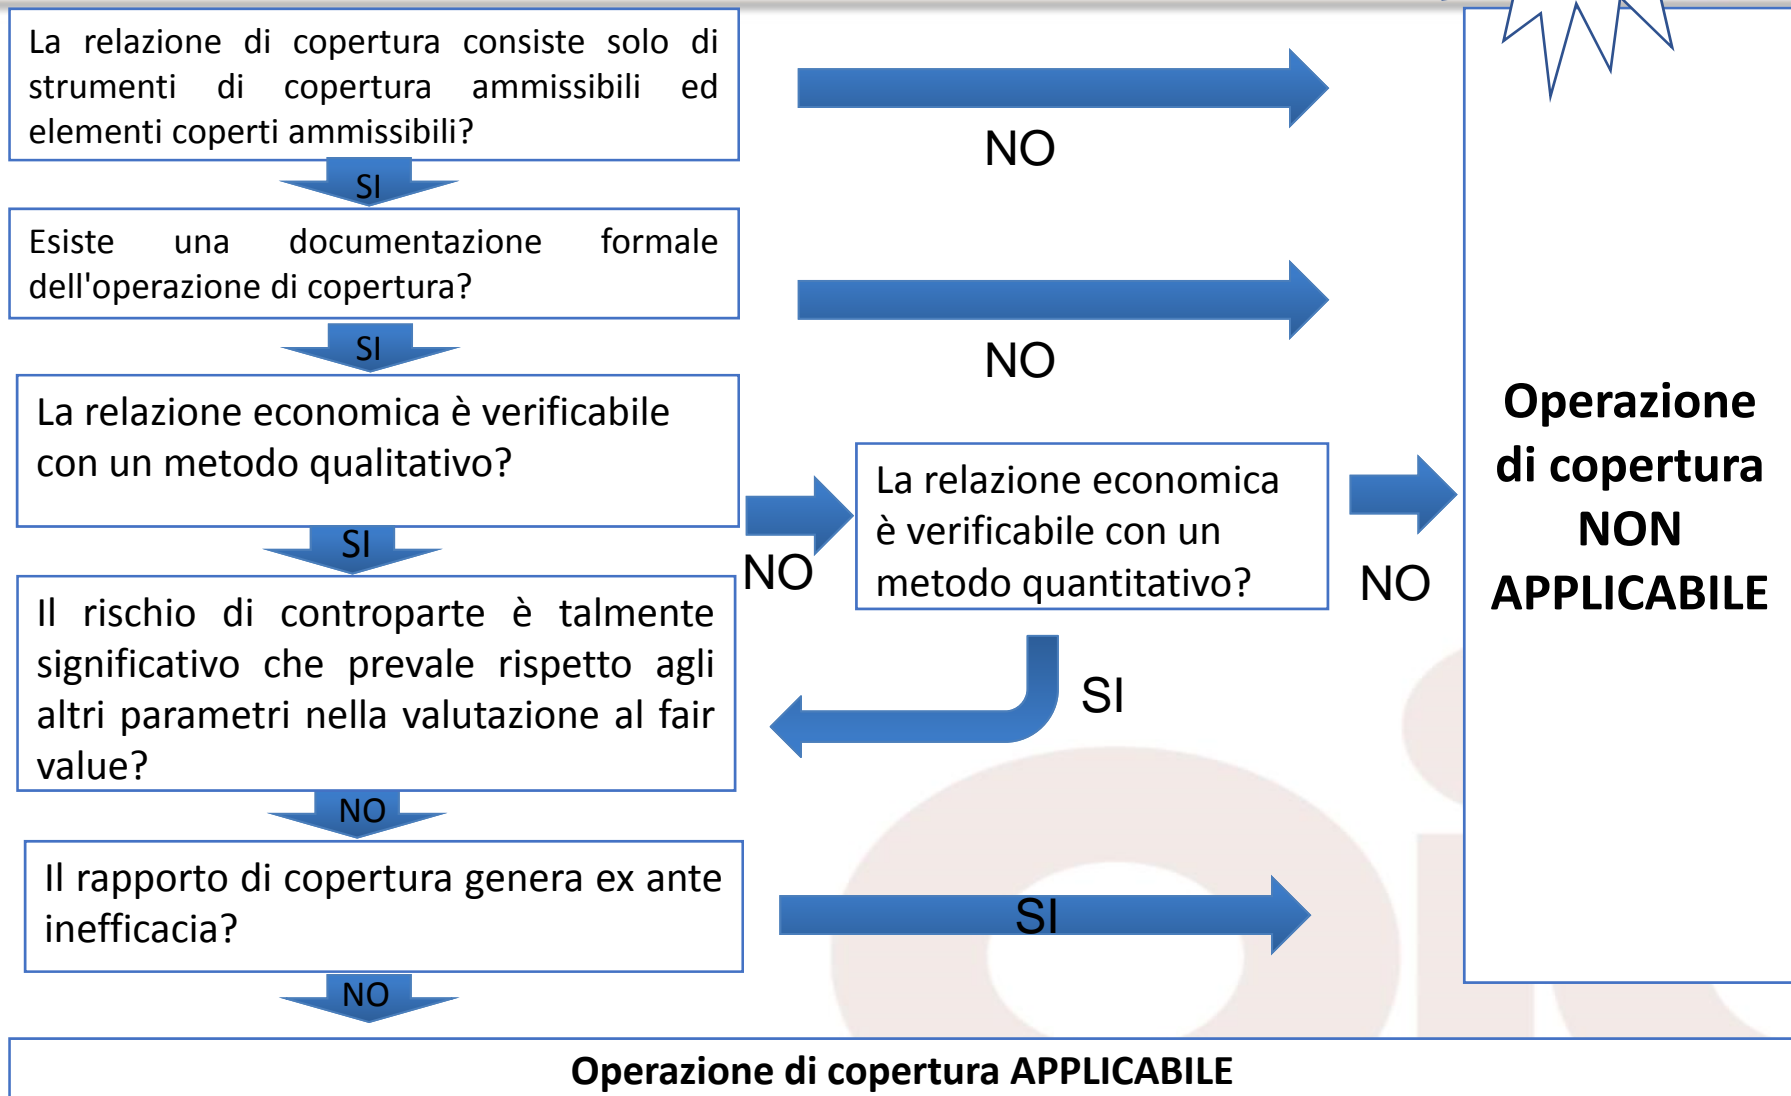 La relazione di copertura consiste solo di
strumenti di copertura ammissibili ed
elementi coperti ammissibili?
NO
SI
Esiste una documentazione formale
dell'operazione di copertura?
NO
SI
La relazione economica è verificabile
con un metodo qualitativo?
NO
La relazione economica
è verificabile con un
metodo quantitativo?
NO
Operazione
di copertura
NON
APPLICABILE
SI
SI
Il rischio di controparte è talmente
significativo che prevale rispetto agli
altri parametri nella valutazione al fair
value?
NO
Il rapporto di copertura genera ex ante
inefficacia?
SI
NO
Operazione di copertura APPLICABILE